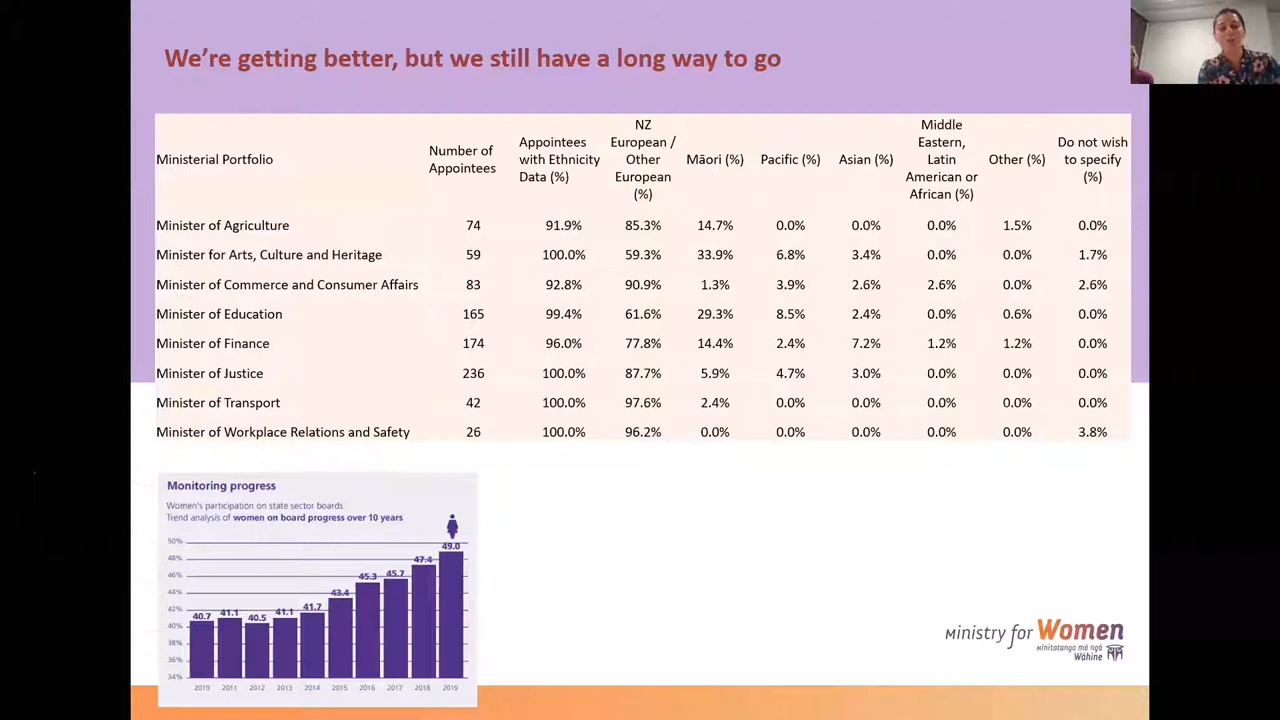 We're getting better, but we still have a long way to go
Ministerial Portfolio
Number of
Appointees
Appointees
with Ethnicity
Data (%)
NZ
European /
Other
European
(%)
Māori (%)
Pacific (%)
Asian (%)
Middle
Eastern,
Latin
American or
African (%)
Other (%)
Do not wish
to specify
(%)
Minister of Agriculture 74 91.9% 85.3% 14.7% 0.0% 0.0% 0.0% 1.5% 0.0%
Minister for Arts, Culture and Heritage 59 100.0% 59.3% 33.9% 6.8% 3.4% 0.0% 0.0% 1.7%
Minister of Commerce and Consumer Affairs 83 92.8% 90.9% 1.3% 3.9% 2.6% 2.6% 0.0% 2.6%
Minister of Education 165 99.4% 61.6% 29.3% 8.5% 2.4% 0.0% 0.6% 0.0%
Minister of Finance 174 96.0% 77.8% 14.4% 2.4% 7.2% 1.2% 1.2% 0.0%
Minister of Justice 236 100.0% 87.7% 5.9% 4.7% 3.0% 0.0% 0.0% 0.0%
Minister of Transport 42 100.0% 97.6% 2.4% 0.0% 0.0% 0.0% 0.0% 0.0%
Minister of Workplace Relations and Safety 26 100.0% 96.2% 0.0% 0.0% 0.0% 0.0% 0.0% 3.8%
Monitoring progress
Women's participation on state sector boards
Trend analysis of women on board progress over 10 years
50%
48%
46%
44%
42%
40%
38%
36%
34%
40.7 41.1 40.5 41.1 41.7 43.4 45.3 45.7 47.4 49.0
2010 2011 2012 2013 2014 2015 2016 2017 2018 2019
Ministry for Women
Minitatanga mō ngā
Wāhine